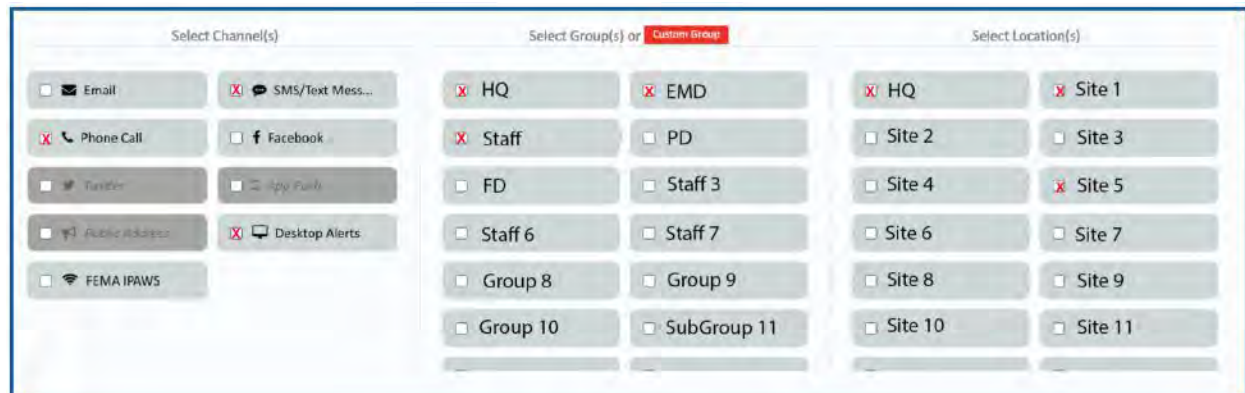 Select Channel(s)
Email
SMS/Text Mess...
Phone Call
Facebook
Twitter
App Push
Public Address
Desktop Alerts
FEMA IPAWS
Select Group(s) or Custom Group
HQ
EMD
Staff
PD
FD
Staff 3
Staff 6
Staff 7
Group 8
Group 9
Group 10
SubGroup 11
Select Location(s)
HQ
Site 1
Site 2
Site 3
Site 4
Site 5
Site 6
Site 7
Site 8
Site 9
Site 10
Site 11